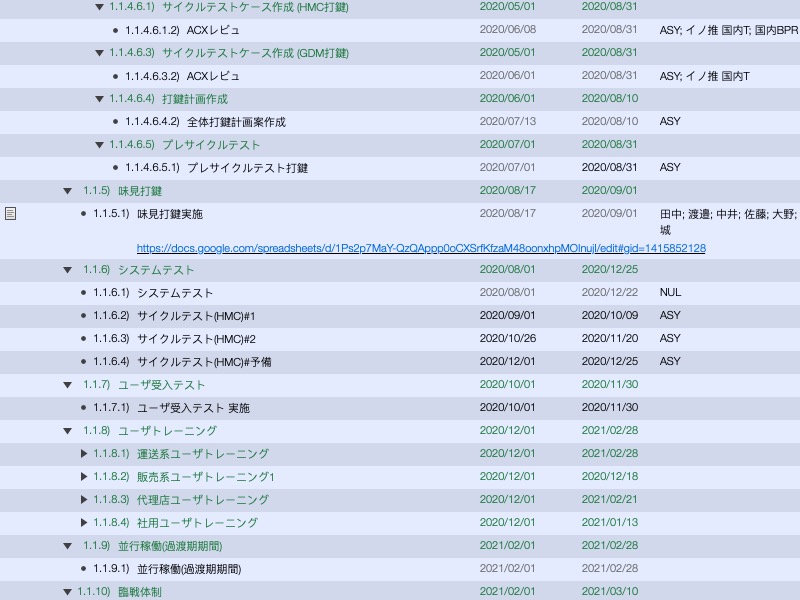 1.1.4.6.1) サイクルテストケース作成 (HMC打鍵) 2020/05/01 2020/08/31
1.1.4.6.1.2) ACXレビュ 2020/06/08 2020/08/31 ASY; イノ推 国内T; 国内BPR
1.1.4.6.3) サイクルテストケース作成 (GDM打鍵) 2020/05/01 2020/08/31
1.1.4.6.3.2) ACXレビュ 2020/06/01 2020/08/31 ASY; イノ推 国内T
1.1.4.6.4) 打鍵計画作成 2020/06/01 2020/08/10
1.1.4.6.4.2) 全体打鍵計画案作成 2020/07/13 2020/08/10 ASY
1.1.4.6.5) プレサイクルテスト 2020/07/01 2020/08/31
1.1.4.6.5.1) プレサイクルテスト打鍵 2020/07/01 2020/08/31 ASY
1.1.5) 味見打鍵 2020/08/17 2020/09/01
1.1.5.1) 味見打鍵実施 2020/08/17 2020/09/01 田中; 渡邉; 中井; 佐藤; 大野;
城
https://docs.google.com/spreadsheets/d/1Ps2p7MaY-QzQAppp0oCXSrfKfzaM48oonxhpMOlnujI/edit#gid=1415852128
1.1.6) システムテスト 2020/08/01 2020/12/25
1.1.6.1) システムテスト 2020/08/01 2020/12/22 NUL
1.1.6.2) サイクルテスト(HMC)#1 2020/09/01 2020/10/09 ASY
1.1.6.3) サイクルテスト(HMC)#2 2020/10/26 2020/11/20 ASY
1.1.6.4) サイクルテスト(HMC)#予備 2020/12/01 2020/12/25 ASY
1.1.7) ユーザ受入テスト 2020/10/01 2020/11/30
1.1.7.1) ユーザ受入テスト 実施 2020/10/01 2020/11/30
1.1.8) ユーザトレーニング 2020/12/01 2021/02/28
1.1.8.1) 運送系ユーザトレーニング 2020/12/01 2021/02/28
1.1.8.2) 販売系ユーザトレーニング1 2020/12/01 2020/12/18
1.1.8.3) 代理店ユーザトレーニング 2020/12/01 2021/02/21
1.1.8.4) 社用ユーザトレーニング 2020/12/01 2021/01/13
1.1.9) 並行稼働(過渡期期間) 2021/02/01 2021/02/28
1.1.9.1) 並行稼働(過渡期期間) 2021/02/01 2021/02/28
1.1.10) 臨戦体制 2021/02/01 2021/03/10